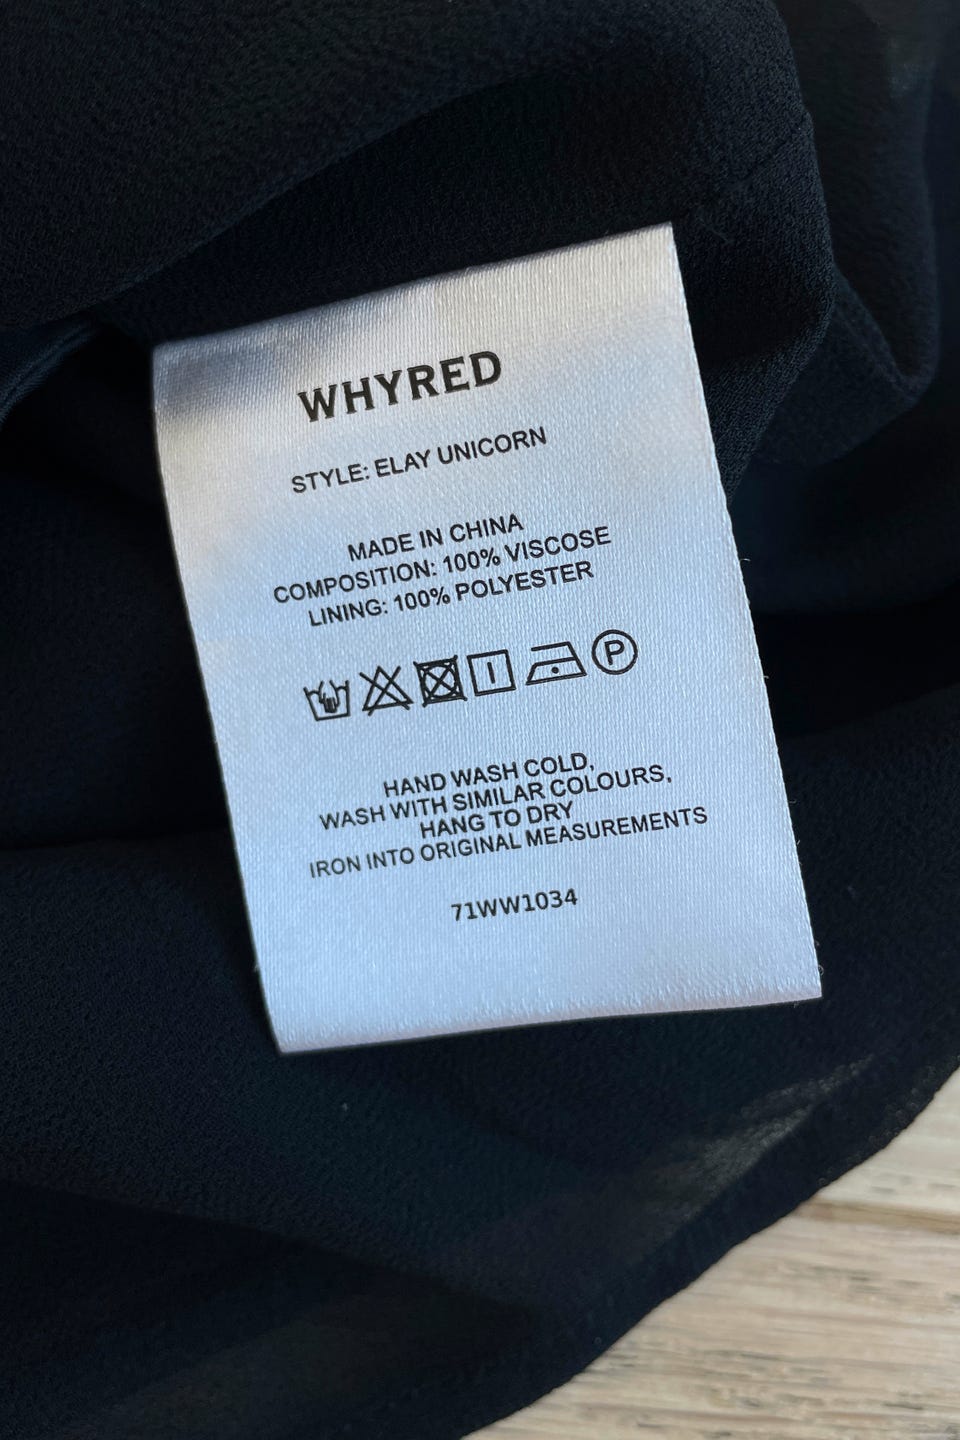 WHYRED
STYLE: ELAY UNICORN
MADE IN CHINA
COMPOSITION: 100% VISCOSE
LINING: 100% POLYESTER
P
HAND WASH COLD,
WASH WITH SIMILAR COLOURS,
HANG TO DRY
IRON INTO ORIGINAL MEASUREMENTS
71WW1034